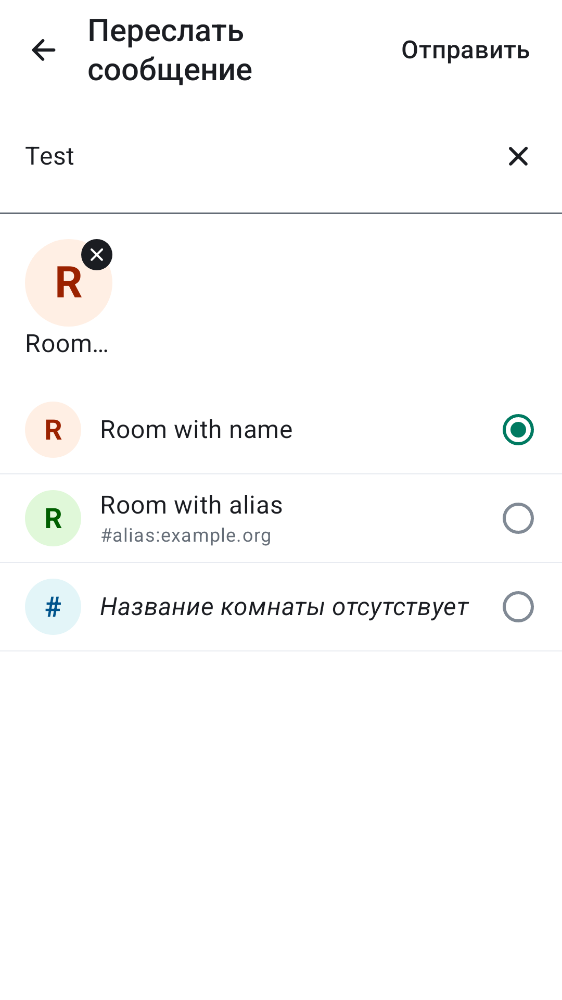 Переслать
сообщение
Отправить
Test
R
Room…
R
Room with name
R
Room with alias
#alias:example.org
#
Название комнаты отсутствует